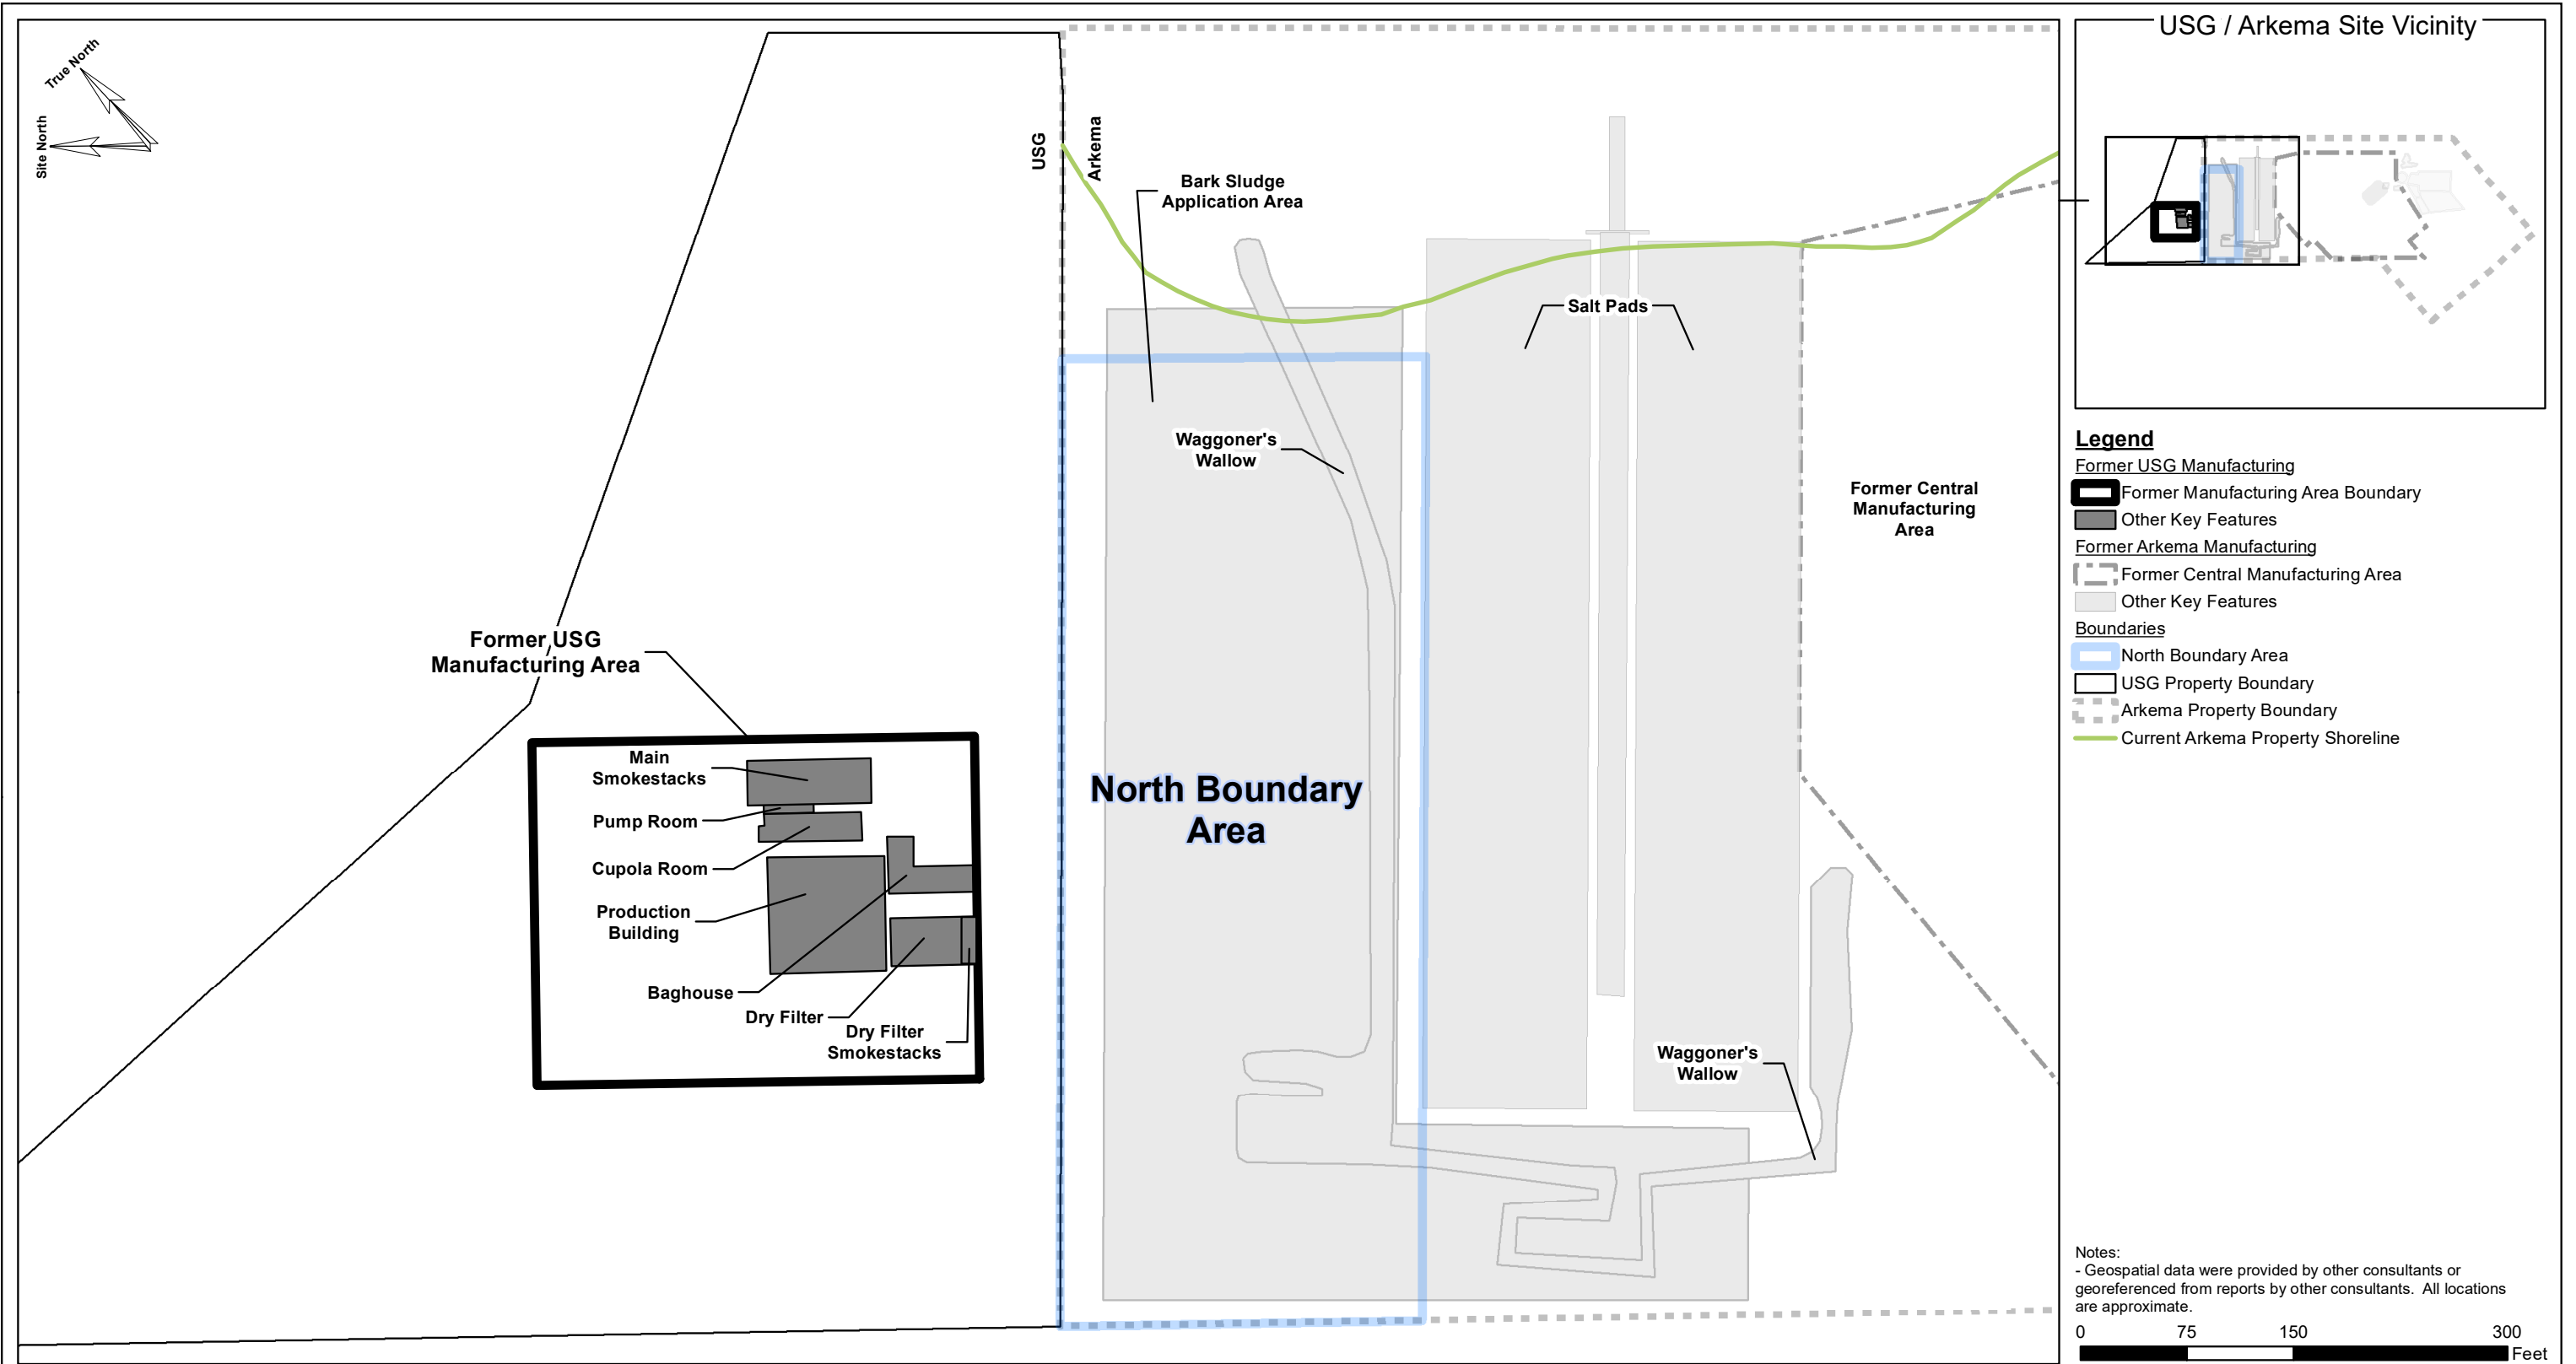 True North
Site North
USG
Arkema
Bark Sludge
Application Area
Waggoner's
Wallow
Salt Pads
Former Central
Manufacturing
Area
Former USG
Manufacturing Area
Main
Smokestacks
Pump Room
Cupola Room
Production
Building
Baghouse
Dry Filter
Dry Filter
Smokestacks
North Boundary
Area
Waggoner's
Wallow
USG / Arkema Site Vicinity
Legend
Former USG Manufacturing
Former Manufacturing Area Boundary
Other Key Features
Former Arkema Manufacturing
Former Central Manufacturing Area
Other Key Features
Boundaries
North Boundary Area
USG Property Boundary
Arkema Property Boundary
Current Arkema Property Shoreline
Notes:
- Geospatial data were provided by other consultants or
georeferenced from reports by other consultants. All locations
are approximate.
0 75 150 300
Feet